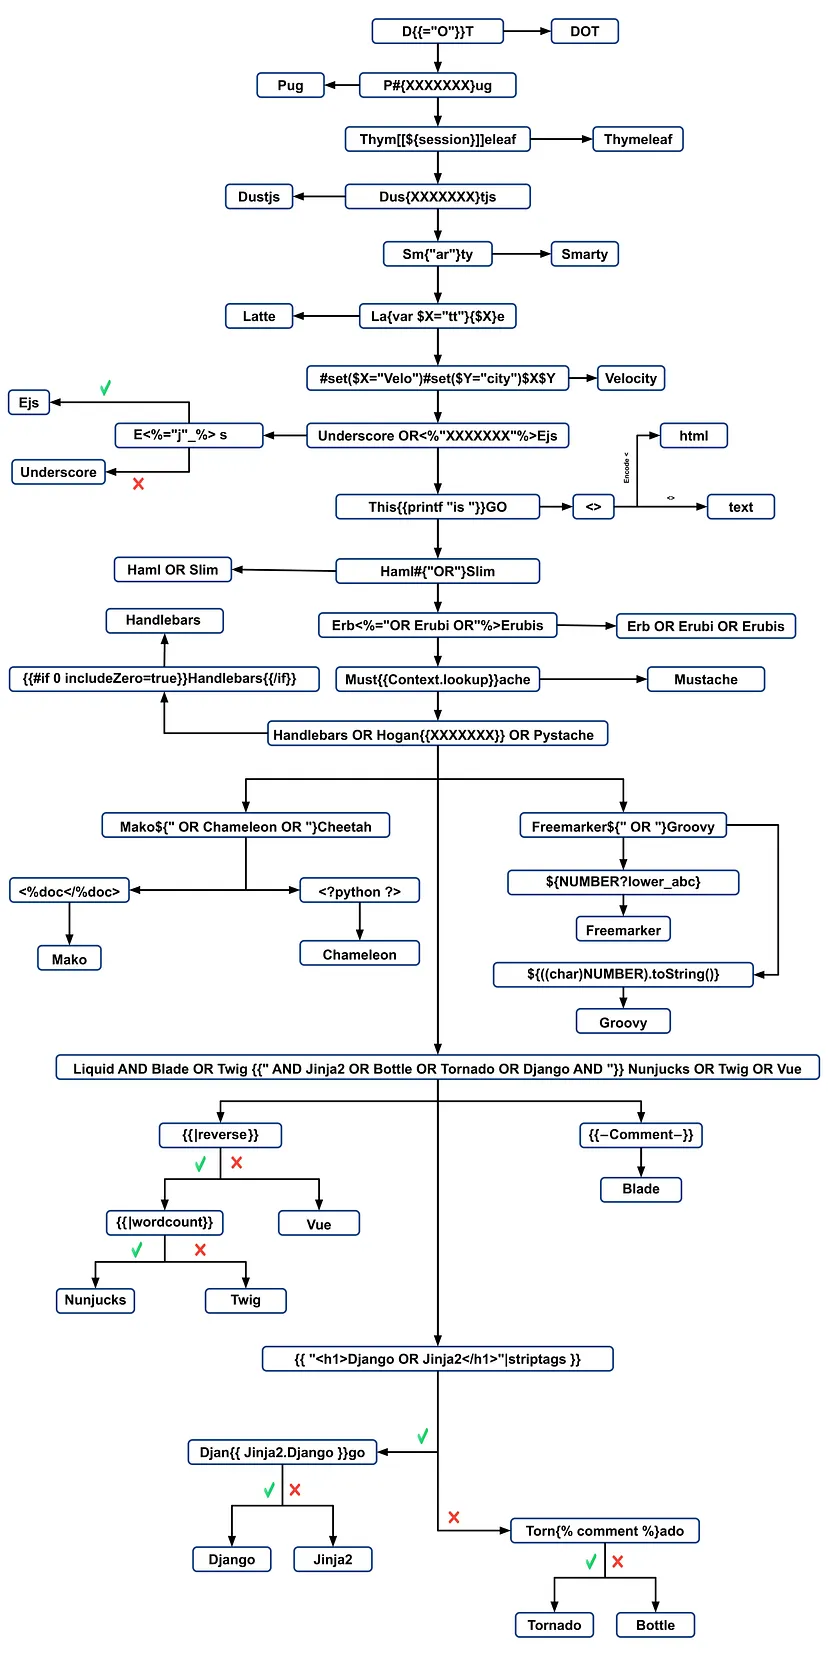 D{{="O"}}T
DOT
Pug
P#{XXXXXXX}ug
Thym[[${session}]]eleaf
Thymeleaf
Dustjs
Dus{XXXXXXX}tjs
Sm{"ar"}ty
Smarty
Latte
La{var $X="tt"}{$X}e
#set($X="Velo")#set($Y="city")$X$Y
Velocity
Ejs
E<%="j"_%> s
Underscore OR<%"XXXXXXX"%>Ejs
html
Encode <
Underscore
This{{printf "is "}}GO
<>
<>
text
Haml OR Slim
Haml#{"OR"}Slim
Handlebars
Erb<%="OR Erubi OR"%>Erubis
Erb OR Erubi OR Erubis
{{#if 0 includeZero=true}}Handlebars{{/if}}
Must{{Context.lookup}}ache
Mustache
Handlebars OR Hogan{{XXXXXXX}} OR Pystache
Mako${" OR Chameleon OR "}Cheetah
Freemarker${" OR "}Groovy
<%doc</%doc>
<?python ?>
${NUMBER?lower_abc}
Freemarker
Mako
Chameleon
${((char)NUMBER).toString()}
Groovy
Liquid AND Blade OR Twig {{" AND Jinja2 OR Bottle OR Tornado OR Django AND "}} Nunjucks OR Twig OR Vue
{{|reverse}}
{{–Comment–}}
Blade
{{|wordcount}}
Vue
Nunjucks
Twig
{{ "<h1>Django OR Jinja2</h1>"|striptags }}
Djan{{ Jinja2.Django }}go
Torn{% comment %}ado
Django
Jinja2
Tornado
Bottle